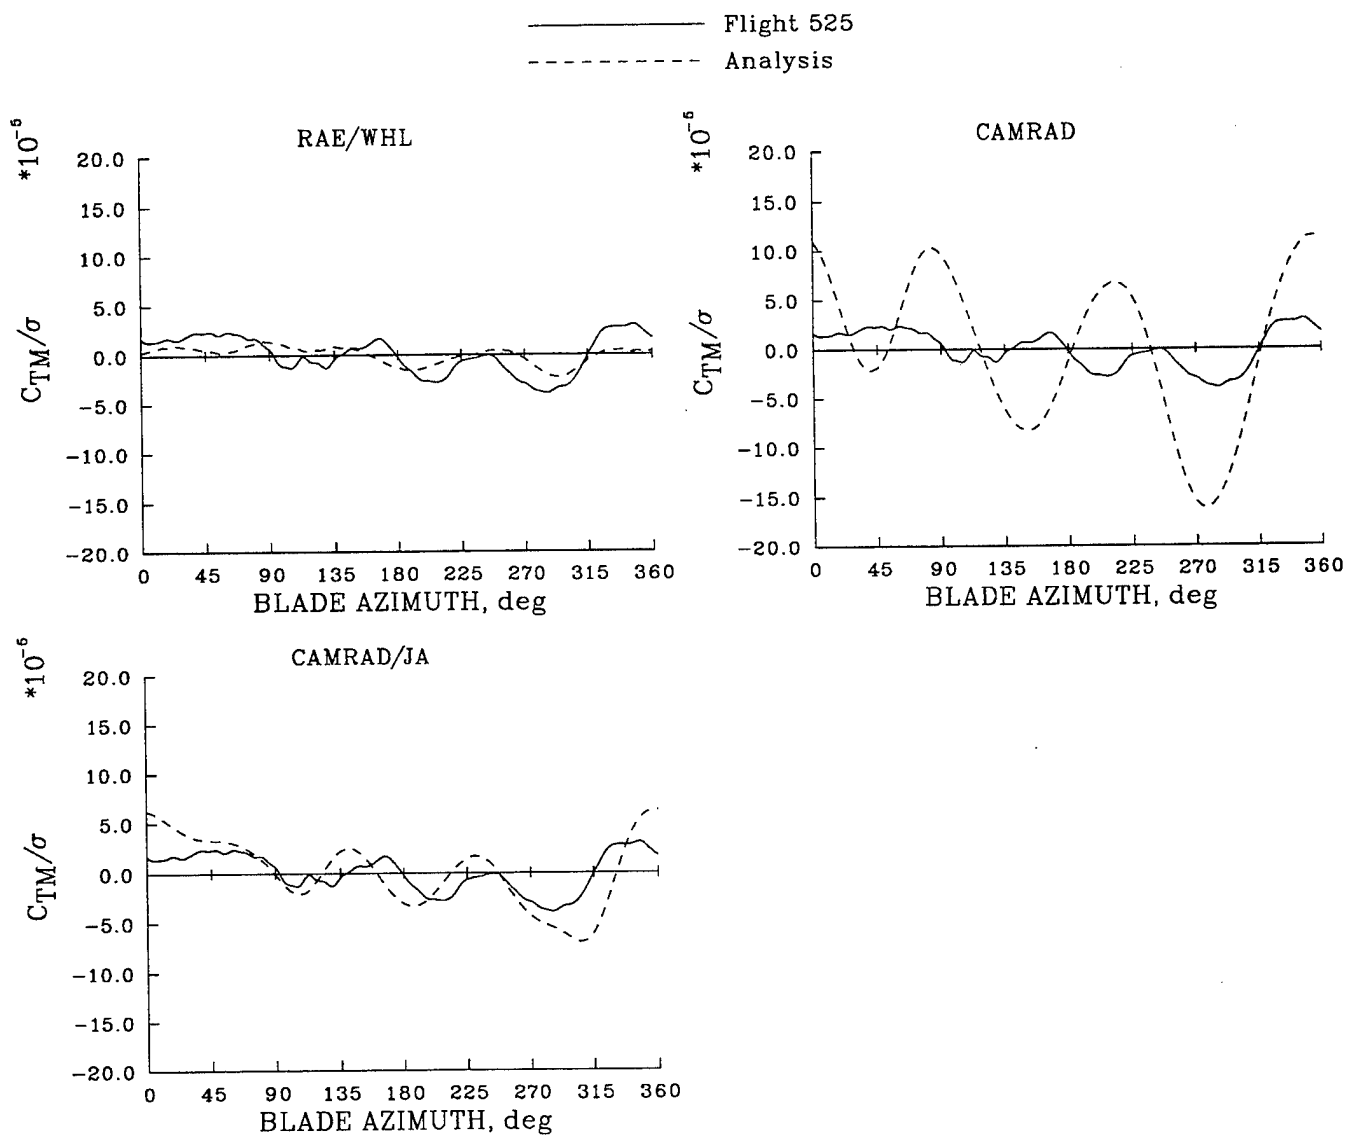 Flight 525
Analysis
RAE/WHL
*10⁻⁵
20.0
15.0
10.0
5.0
0.0
−5.0
−10.0
−15.0
−20.0
C_TM/σ
0 45 90 135 180 225 270 315 360
BLADE AZIMUTH, deg
CAMRAD
*10⁻⁵
20.0
15.0
10.0
5.0
0.0
−5.0
−10.0
−15.0
−20.0
C_TM/σ
0 45 90 135 180 225 270 315 360
BLADE AZIMUTH, deg
CAMRAD/JA
*10⁻⁵
20.0
15.0
10.0
5.0
0.0
−5.0
−10.0
−15.0
−20.0
C_TM/σ
0 45 90 135 180 225 270 315 360
BLADE AZIMUTH, deg